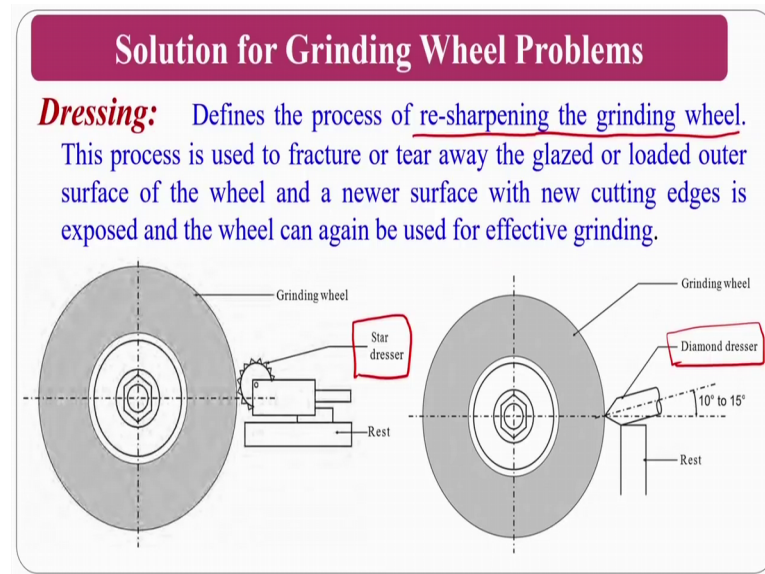 Solution for Grinding Wheel Problems
Dressing: Defines the process of re-sharpening the grinding wheel.
This process is used to fracture or tear away the glazed or loaded outer
surface of the wheel and a newer surface with new cutting edges is
exposed and the wheel can again be used for effective grinding.
Grinding wheel
Star
dresser
Rest
Grinding wheel
Diamond dresser
10° to 15°
Rest